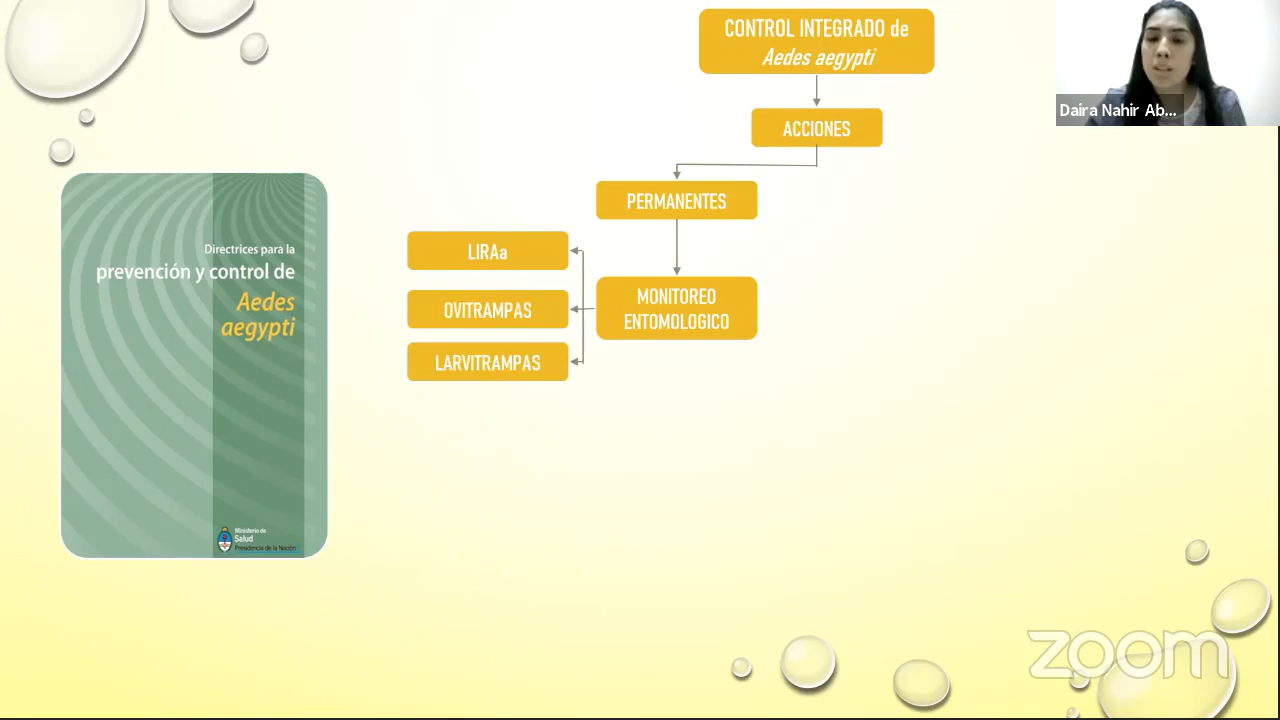 CONTROL INTEGRADO de
Aedes aegypti
Daira Nahir Ab...
ACCIONES
PERMANENTES
LIRAa
OVITRAMPAS
LARVITRAMPAS
MONITOREO
ENTOMOLOGICO
Directrices para la
prevención y control de
Aedes
aegypti
Ministerio de
Salud
Presidencia de la Nación
zoom